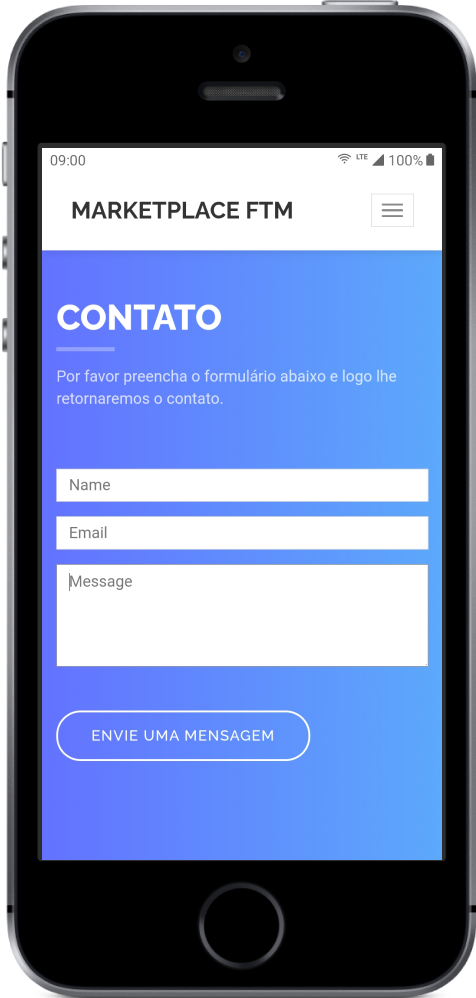 09:00 LTE 100%
MARKETPLACE FTM
CONTATO
Por favor preencha o formulário abaixo e logo lhe
retornaremos o contato.
Name
Email
Message
ENVIE UMA MENSAGEM